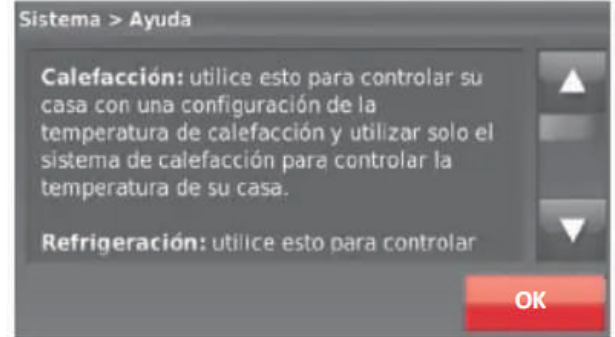 Sistema > Ayuda
Calefacción: utilice esto para controlar su
casa con una configuración de la
temperatura de calefacción y utilizar solo el
sistema de calefacción para controlar la
temperatura de su casa.
Refrigeración: utilice esto para controlar
OK